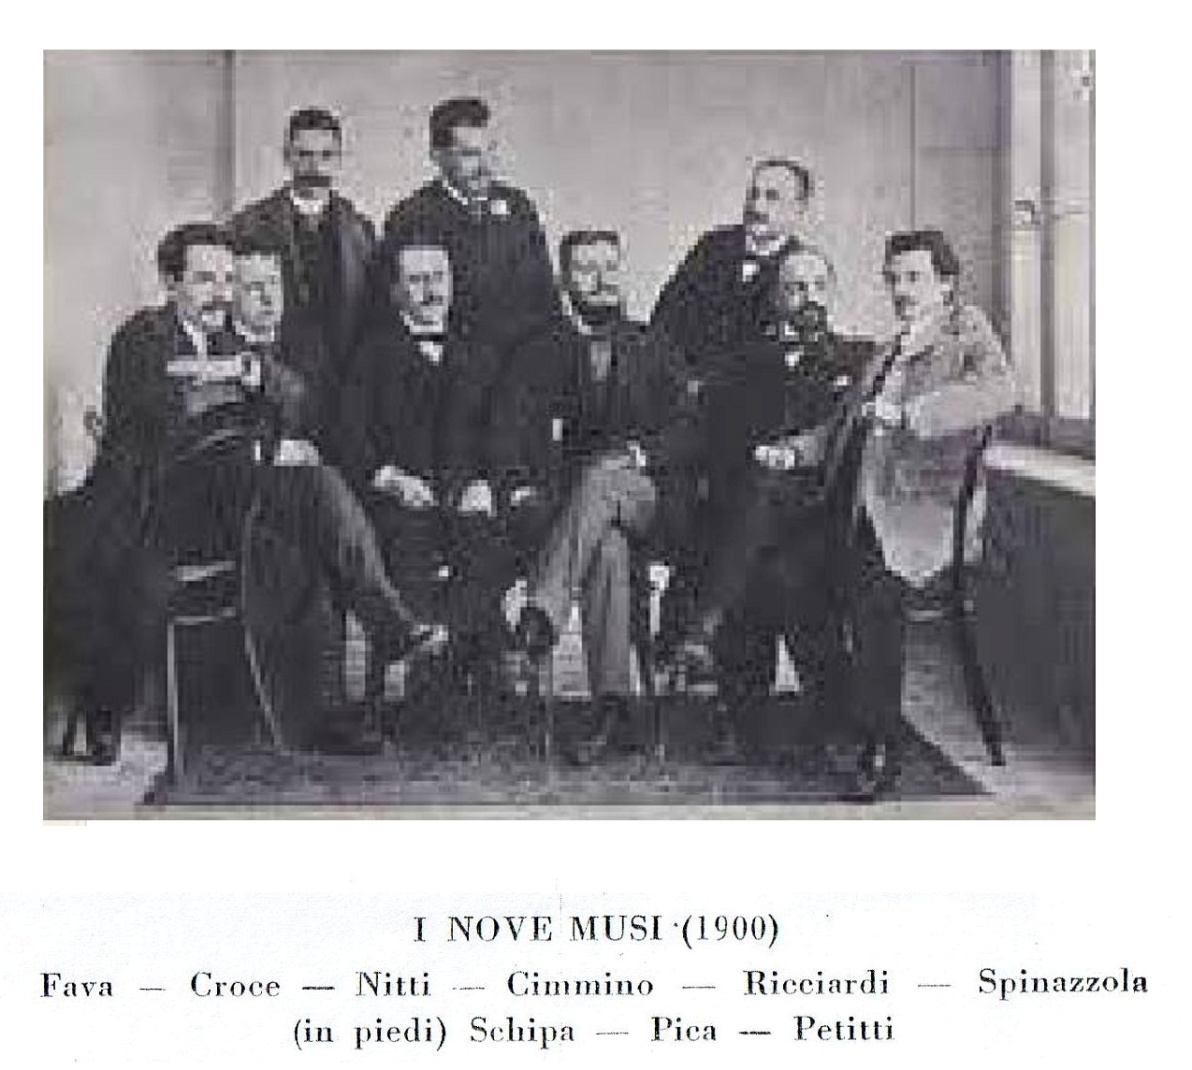 I NOVE MUSI (1900)
Fava — Croce — Nitti — Cimmino — Ricciardi — Spinazzola
(in piedi) Schipa — Pica — Petitti